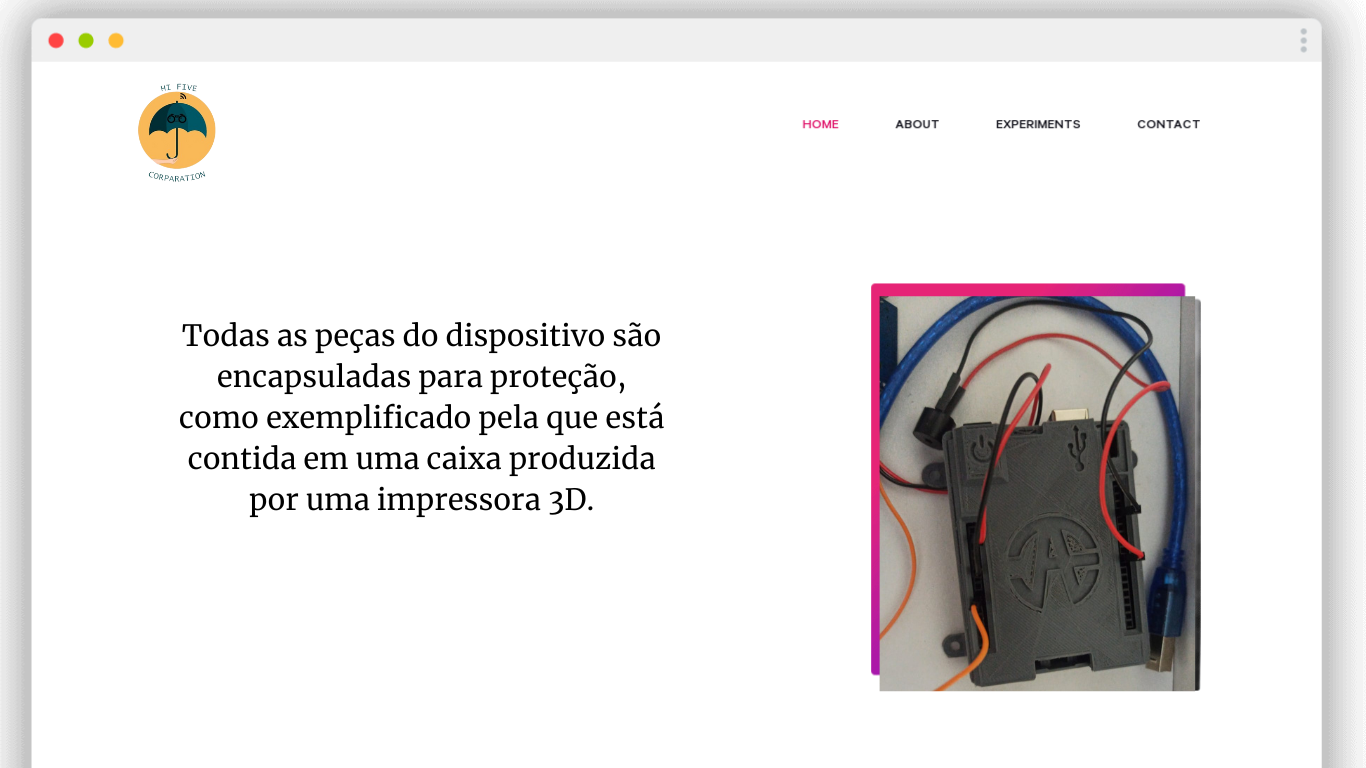 HI FIVE
CORPARATION
HOME ABOUT EXPERIMENTS CONTACT
Todas as peças do dispositivo são
encapsuladas para proteção,
como exemplificado pela que está
contida em uma caixa produzida
por uma impressora 3D.